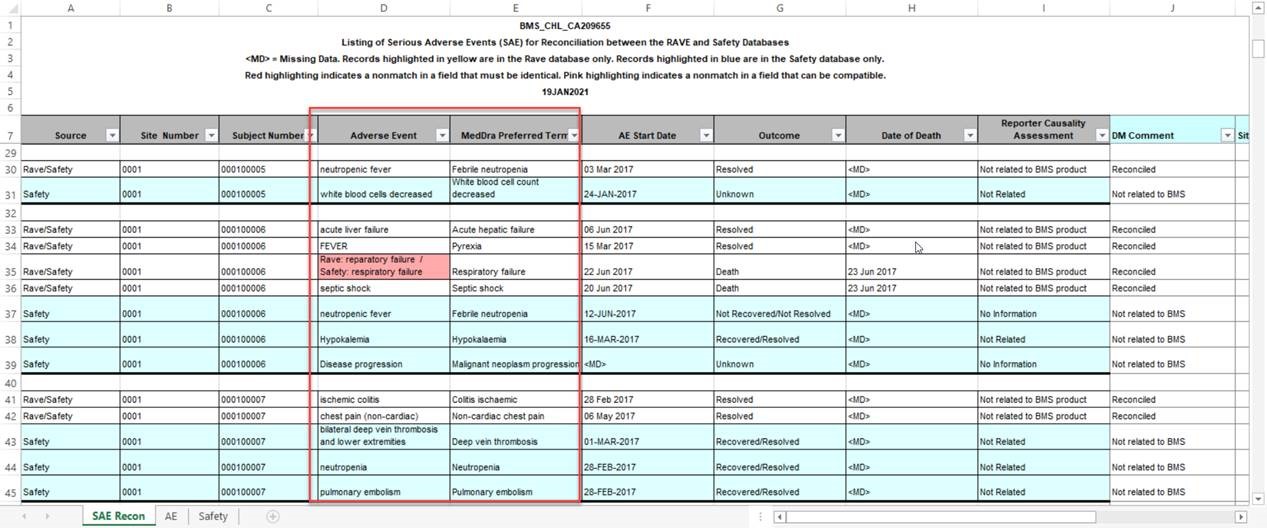 A B C D E F G H I J
1 BMS_CHL_CA209655
2 Listing of Serious Adverse Events (SAE) for Reconciliation between the RAVE and Safety Databases
3 <MD> = Missing Data. Records highlighted in yellow are in the Rave database only. Records highlighted in blue are in the Safety database only.
4 Red highlighting indicates a nonmatch in a field that must be identical. Pink highlighting indicates a nonmatch in a field that can be compatible.
5 19JAN2021
6
Reporter Causality
7 Source Site Number Subject Number Adverse Event MedDra Preferred Term AE Start Date Outcome Date of Death Assessment DM Comment Sit
29
30 Rave/Safety 0001 000100005 neutropenic fever Febrile neutropenia 03 Mar 2017 Resolved <MD> Not related to BMS product Reconciled
White blood cell count
31 Safety 0001 000100005 white blood cells decreased decreased 24-JAN-2017 Unknown <MD> Not Related Not related to BMS
32
33 Rave/Safety 0001 000100006 acute liver failure Acute hepatic failure 06 Jun 2017 Resolved <MD> Not related to BMS product Reconciled
34 Rave/Safety 0001 000100006 FEVER Pyrexia 15 Mar 2017 Resolved <MD> Not related to BMS product Reconciled
Rave: reparatory failure /
35 Rave/Safety 0001 000100006 Safety: respiratory failure Respiratory failure 22 Jun 2017 Death 23 Jun 2017 Not related to BMS product Reconciled
36 Rave/Safety 0001 000100006 septic shock Septic shock 20 Jun 2017 Death 23 Jun 2017 Not related to BMS product Reconciled
37 Safety 0001 000100006 neutropenic fever Febrile neutropenia 12-JUN-2017 Not Recovered/Not Resolved <MD> No Information Not related to BMS
38 Safety 0001 000100006 Hypokalemia Hypokalaemia 16-MAR-2017 Recovered/Resolved <MD> Not Related Not related to BMS
39 Safety 0001 000100006 Disease progression Malignant neoplasm progression <MD> Unknown <MD> No Information Not related to BMS
40
41 Rave/Safety 0001 000100007 ischemic colitis Colitis ischaemic 28 Feb 2017 Resolved <MD> Not related to BMS product Reconciled
42 Rave/Safety 0001 000100007 chest pain (non-cardiac) Non-cardiac chest pain 06 May 2017 Resolved <MD> Not related to BMS product Reconciled
bilateral deep vein thrombosis
43 Safety 0001 000100007 and lower extremities Deep vein thrombosis 01-MAR-2017 Recovered/Resolved <MD> Not Related Not related to BMS
44 Safety 0001 000100007 neutropenia Neutropenia 28-FEB-2017 Recovered/Resolved <MD> Not Related Not related to BMS
45 Safety 0001 000100007 pulmonary embolism Pulmonary embolism 28-FEB-2017 Recovered/Resolved <MD> Not Related Not related to BMS
SAE Recon AE Safety